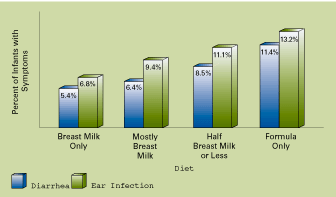 Percent of Infants with
Symptoms
5.4%
6.8%
6.4%
9.4%
8.5%
11.1%
11.4%
13.2%
Breast Milk
Only
Mostly
Breast
Milk
Half
Breast Milk
or Less
Formula
Only
Diet
Diarrhea
Ear Infection